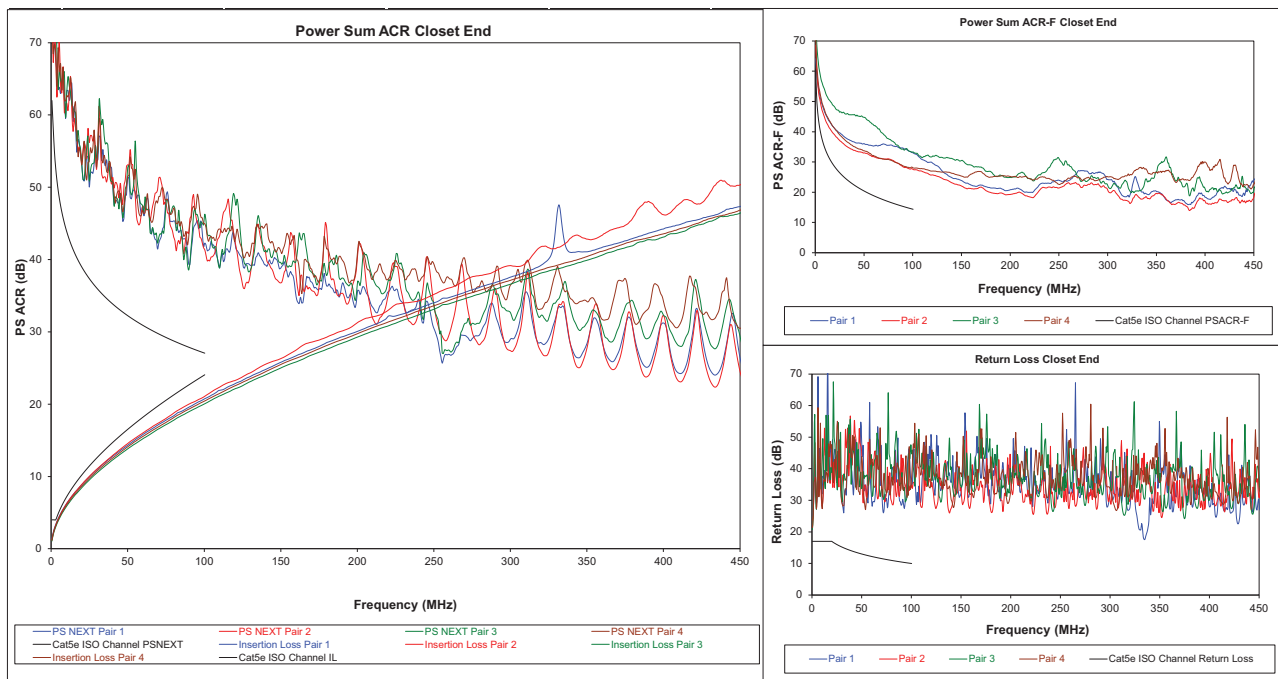 Power Sum ACR Closet End
PS ACR (dB)
70
60
50
40
30
20
10
0
0 50 100 150 200 250 300 350 400 450
Frequency (MHz)
PS NEXT Pair 1 PS NEXT Pair 2 PS NEXT Pair 3 PS NEXT Pair 4
Cat5e ISO Channel PSNEXT Insertion Loss Pair 1 Insertion Loss Pair 2 Insertion Loss Pair 3
Insertion Loss Pair 4 Cat5e ISO Channel IL
Power Sum ACR-F Closet End
PS ACR-F (dB)
70
60
50
40
30
20
10
0
0 50 100 150 200 250 300 350 400 450
Frequency (MHz)
Pair 1 Pair 2 Pair 3 Pair 4 Cat5e ISO Channel PSACR-F
Return Loss Closet End
Return Loss (dB)
70
60
50
40
30
20
10
0
0 50 100 150 200 250 300 350 400 450
Frequency (MHz)
Pair 1 Pair 2 Pair 3 Pair 4 Cat5e ISO Channel Return Loss